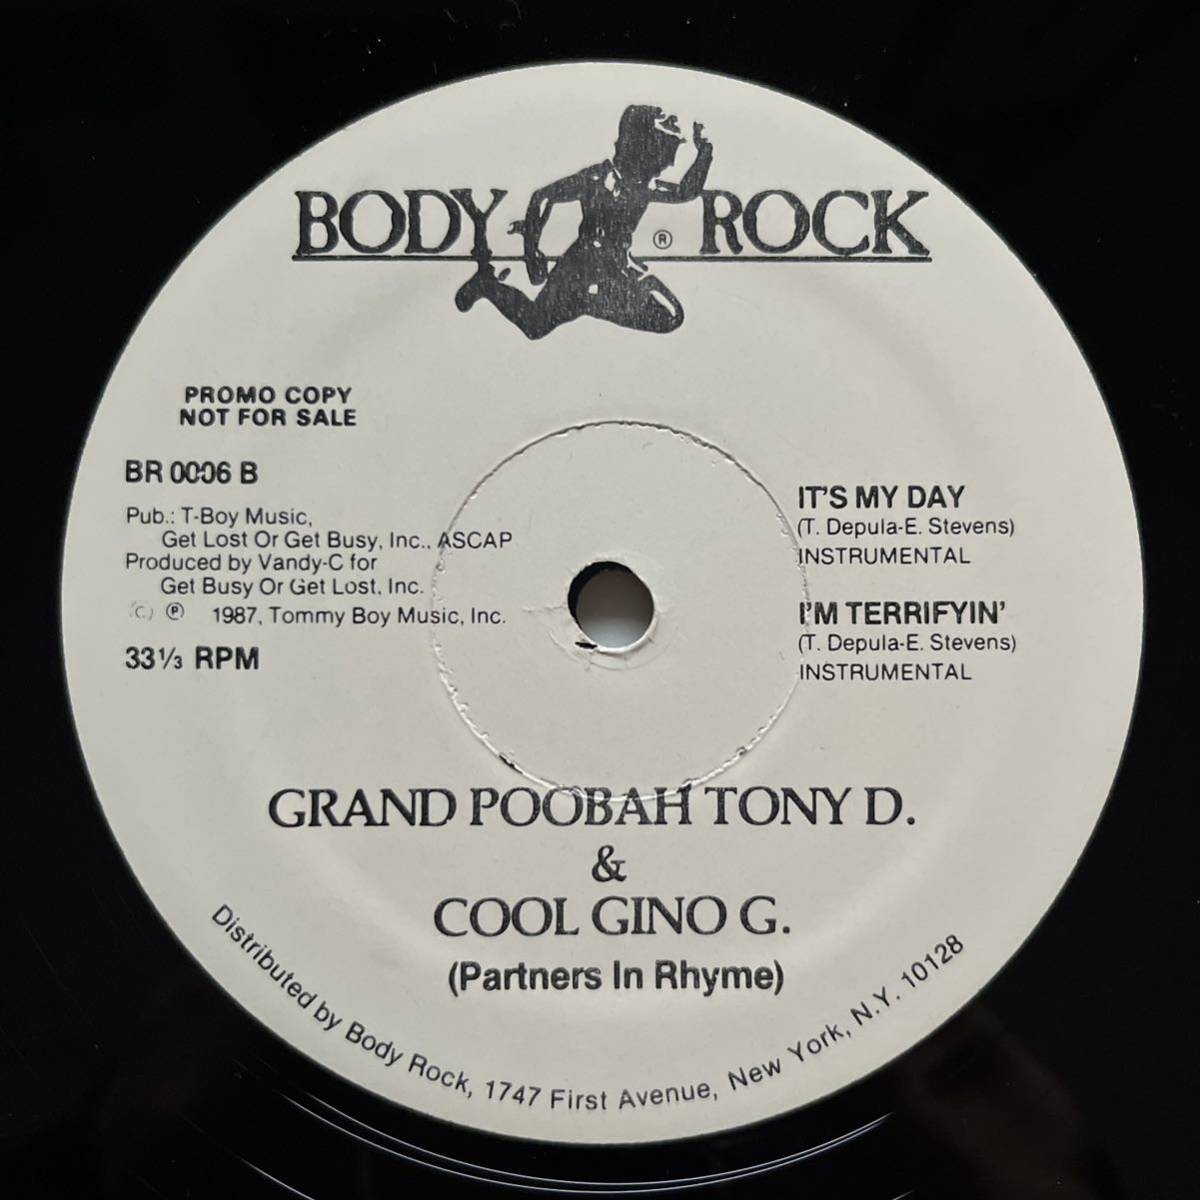 BODY ® ROCK
PROMO COPY
NOT FOR SALE
BR 0006 B
Pub.: T-Boy Music,
Get Lost Or Get Busy, Inc., ASCAP
Produced by Vandy-C for
Get Busy Or Get Lost, Inc.
(C) ℗ 1987, Tommy Boy Music, Inc.
33⅓ RPM
IT'S MY DAY
(T. Depula-E. Stevens)
INSTRUMENTAL
I'M TERRIFYIN'
(T. Depula-E. Stevens)
INSTRUMENTAL
GRAND POOBAH TONY D.
&
COOL GINO G.
(Partners In Rhyme)
Distributed by Body Rock, 1747 First Avenue, New York, N.Y. 10128